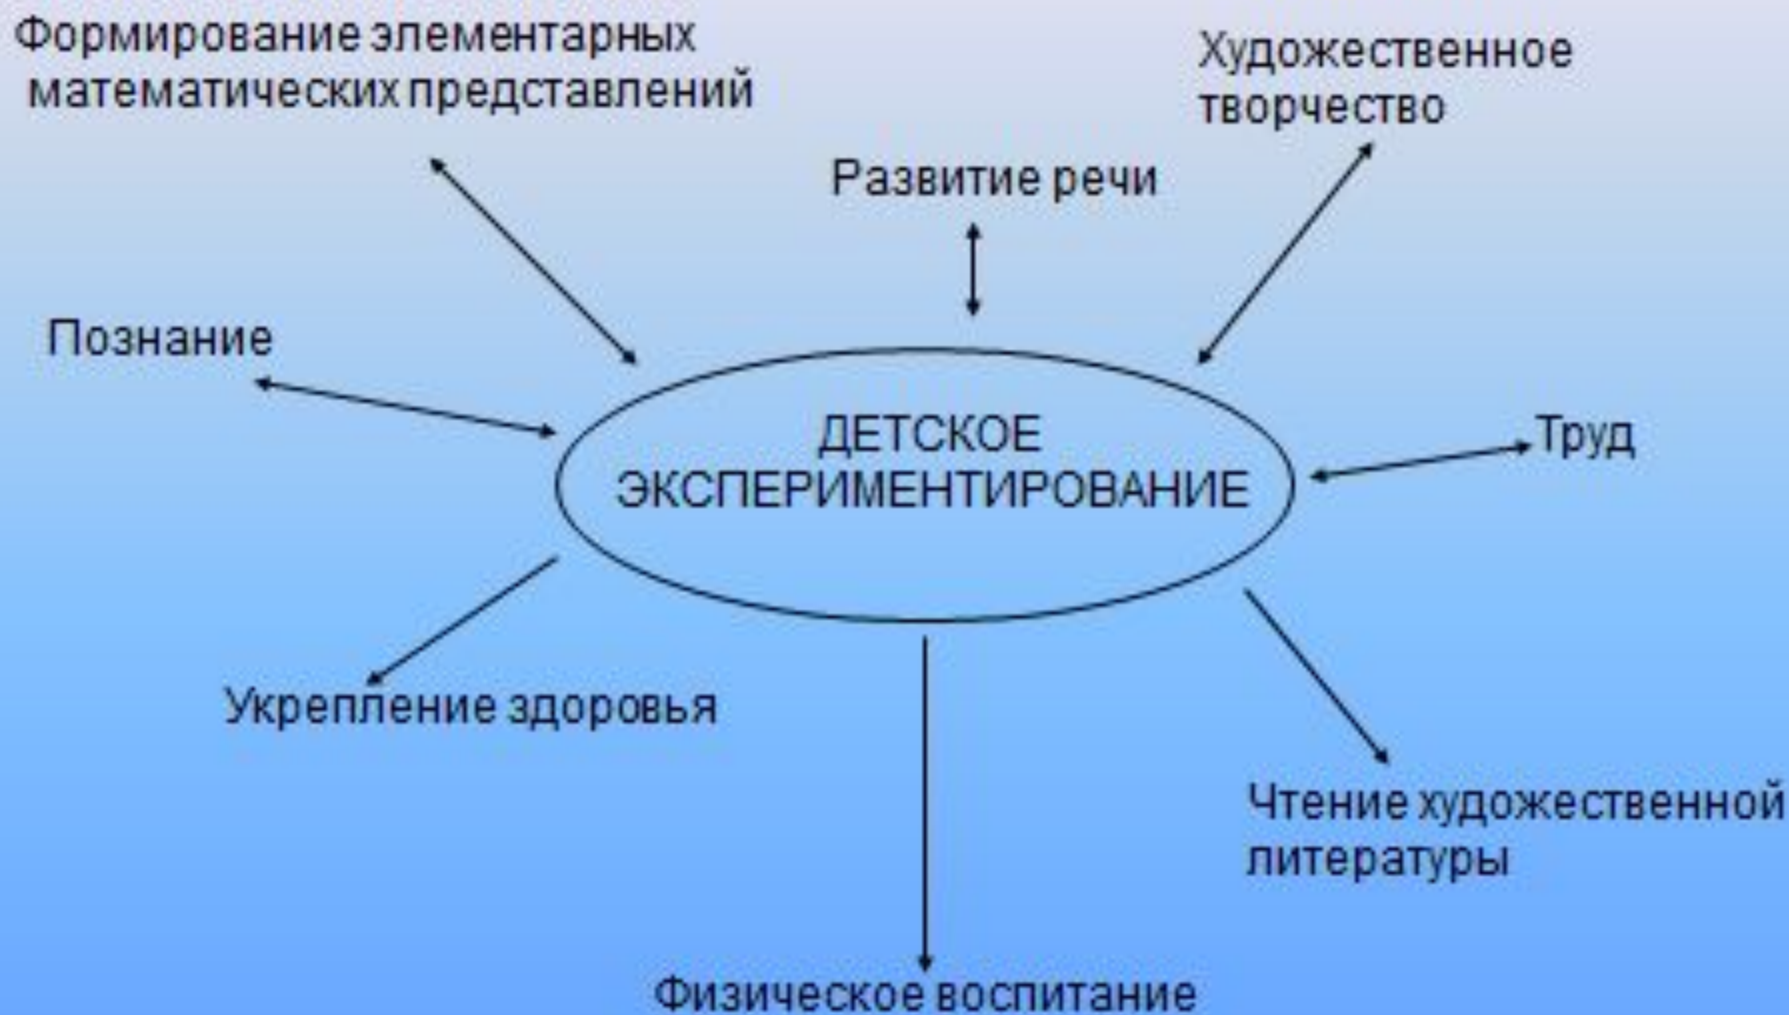 Формирование элементарных
математических представлений
Художественное
творчество
Развитие речи
Познание
ДЕТСКОЕ
ЭКСПЕРИМЕНТИРОВАНИЕ
Труд
Укрепление здоровья
Чтение художественной
литературы
Физическое воспитание